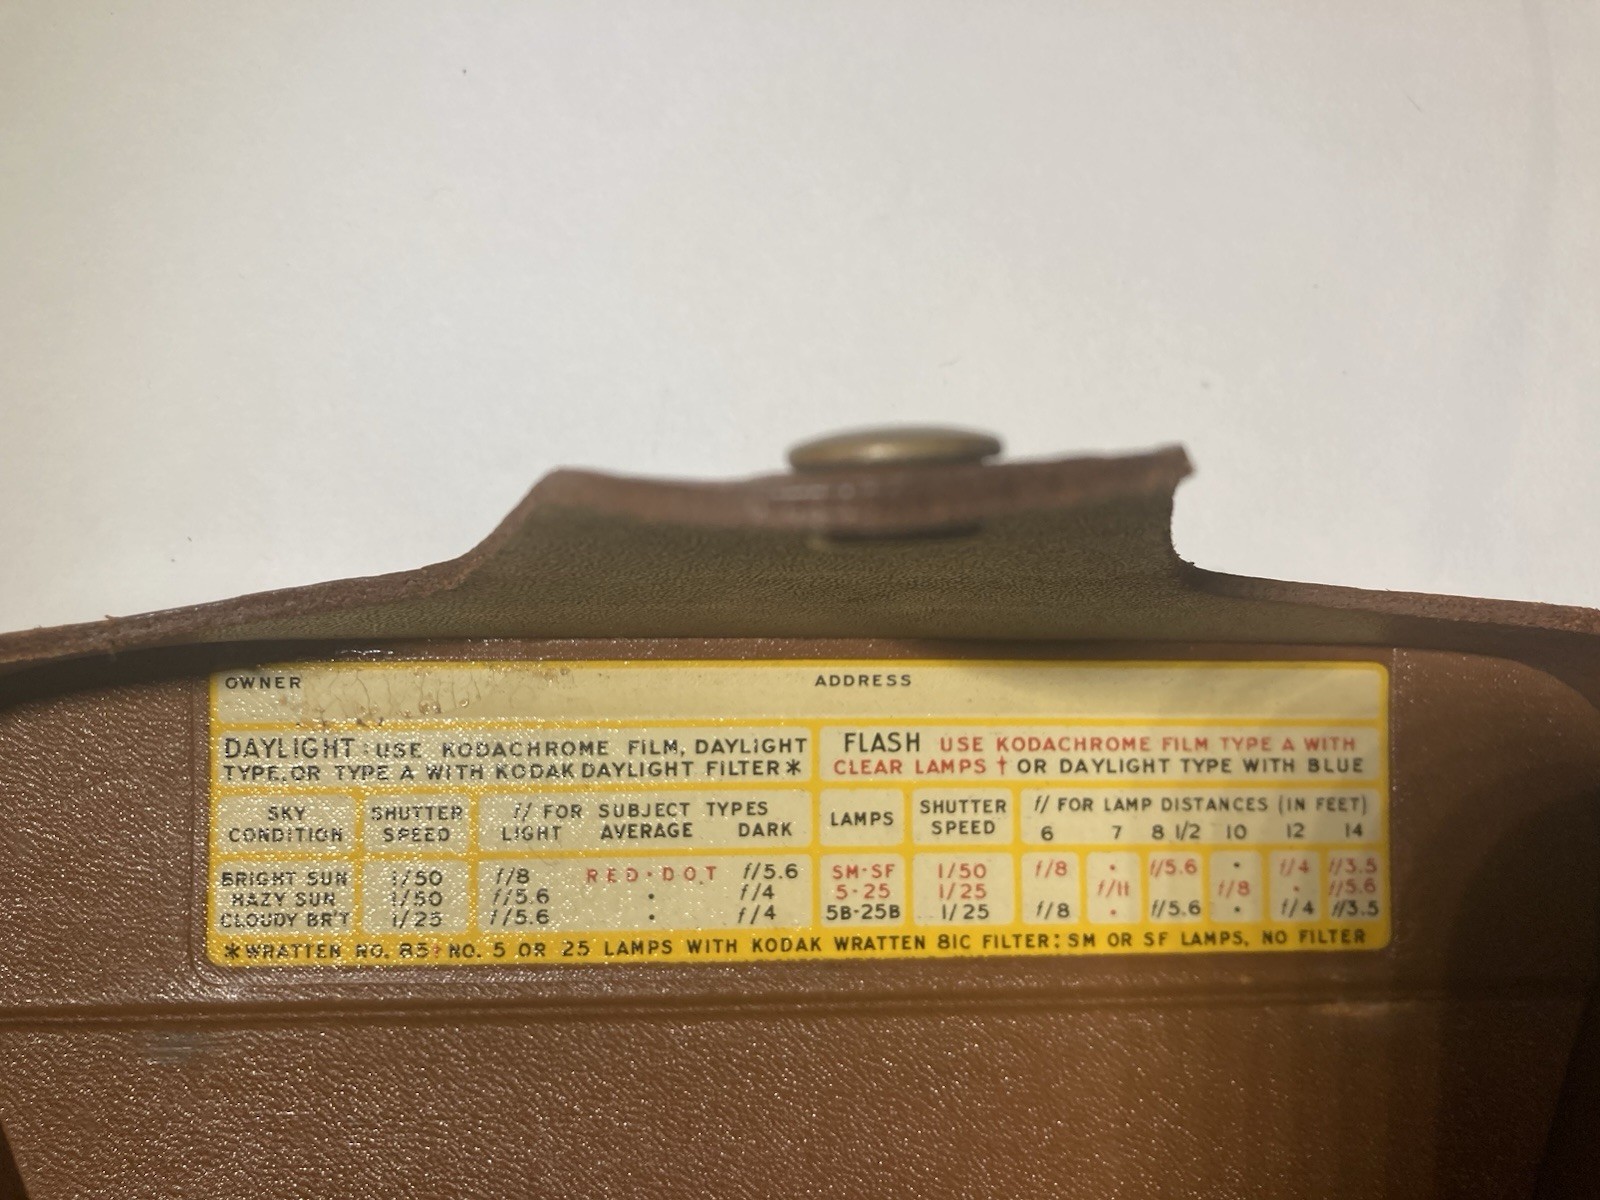 OWNER ADDRESS
DAYLIGHT: USE KODACHROME FILM, DAYLIGHT
TYPE, OR TYPE A WITH KODAK DAYLIGHT FILTER*
FLASH USE KODACHROME FILM TYPE A WITH
CLEAR LAMPS † OR DAYLIGHT TYPE WITH BLUE
SKY CONDITION SHUTTER SPEED f/ FOR SUBJECT TYPES
LIGHT AVERAGE DARK
BRIGHT SUN 1/50 f/8 RED•DOT f/5.6
HAZY SUN 1/50 f/5.6 • f/4
CLOUDY BR'T 1/25 f/5.6 • f/4
LAMPS SHUTTER SPEED f/ FOR LAMP DISTANCES (IN FEET)
6 7 8 1/2 10 12 14
SM-SF 1/50 f/8 • f/5.6 • f/4 f/3.5
5-25 1/25 f/11 f/8 • f/5.6
5B-25B 1/25 f/8 • f/5.6 • f/4 f/3.5
*WRATTEN NO. 85† NO. 5 OR 25 LAMPS WITH KODAK WRATTEN 81C FILTER: SM OR SF LAMPS, NO FILTER